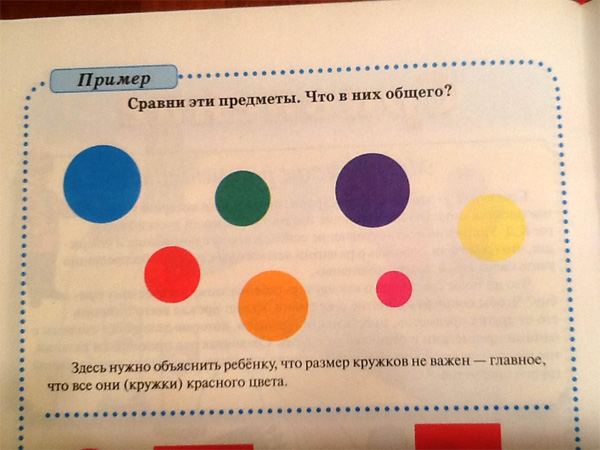 Пример
Сравни эти предметы. Что в них общего?
Здесь нужно объяснить ребёнку, что размер кружков не важен — главное,
что все они (кружки) красного цвета.